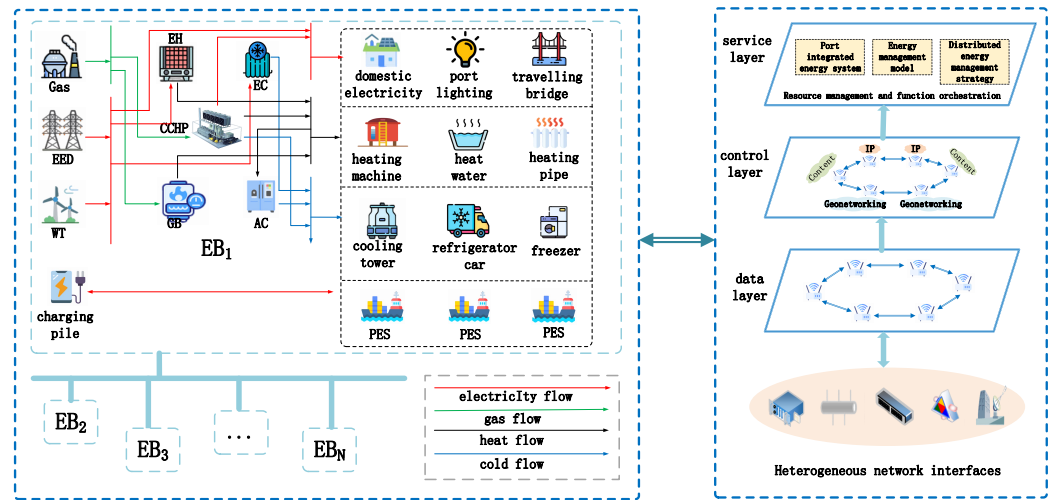 Gas
EED
WT
EH
CCHP
GB
EC
AC
EB1
charging
pile
domestic
electricity
port
lighting
travelling
bridge
heating
machine
heat
water
heating
pipe
cooling
tower
refrigerator
car
freezer
PES
PES
PES
EB2
EB3
...
EBN
electricIty flow
gas flow
heat flow
cold flow
service
layer
Port
integrated
energy system
Energy
management
model
Distributed
energy
management
strategy
Resource management and function orchestration
control
layer
IP
IP
Content
Content
Geonetworking
Geonetworking
data
layer
Heterogeneous network interfaces